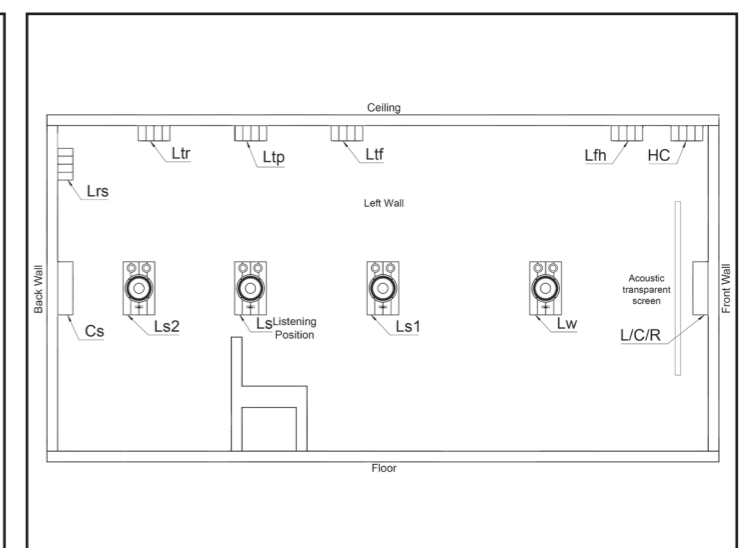 Ceiling
Ltr
Ltp
Ltf
Lfh
HC
Lrs
Left Wall
Back Wall
Front Wall
Acoustic
transparent
screen
Cs
Ls2
Ls
Listening
Position
Ls1
Lw
L/C/R
Floor